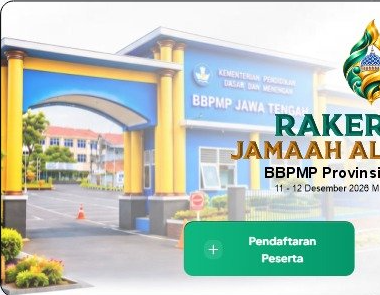 KEMENTERIAN PENDIDIKAN
DASAR DAN MENENGAH
BBPMP JAWA TENGAH
RAKER
JAMAAH AL
BBPMP Provinsi
11 - 12 Desember 2026 M
Pendaftaran
Peserta